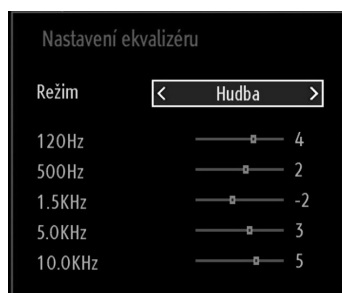 Nastavení ekvalizéru
Režim < Hudba >
120Hz 4
500Hz 2
1.5KHz -2
5.0KHz 3
10.0KHz 5